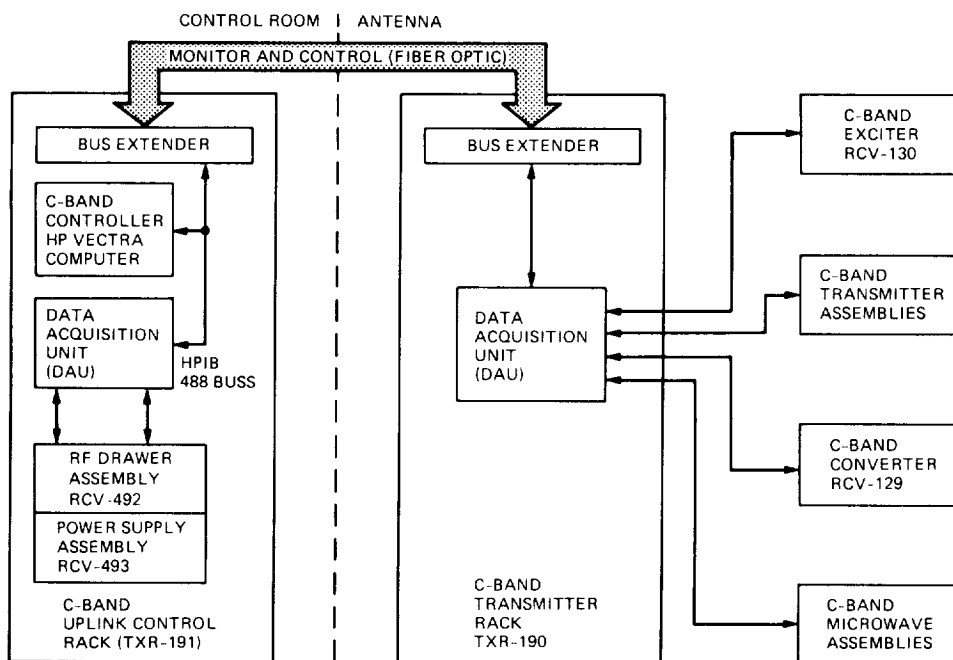 CONTROL ROOM
ANTENNA
MONITOR AND CONTROL (FIBER OPTIC)
BUS EXTENDER
C-BAND
CONTROLLER
HP VECTRA
COMPUTER
DATA
ACQUISITION
UNIT
(DAU)
HPIB
488 BUSS
RF DRAWER
ASSEMBLY
RCV-492
POWER SUPPLY
ASSEMBLY
RCV-493
C-BAND
UPLINK CONTROL
RACK (TXR-191)
BUS EXTENDER
DATA
ACQUISITION
UNIT
(DAU)
C-BAND
TRANSMITTER
RACK
TXR-190
C-BAND
EXCITER
RCV-130
C-BAND
TRANSMITTER
ASSEMBLIES
C-BAND
CONVERTER
RCV-129
C-BAND
MICROWAVE
ASSEMBLIES